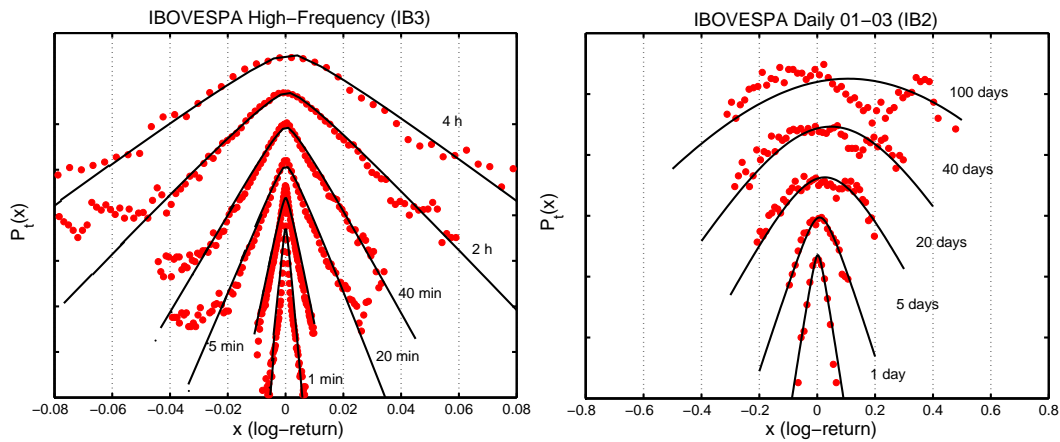 IBOVESPA High−Frequency (IB3)
P_t(x)
4 h
2 h
40 min
5 min
20 min
1 min
−0.08 −0.06 −0.04 −0.02 0 0.02 0.04 0.06 0.08
x (log−return)
IBOVESPA Daily 01−03 (IB2)
P_t(x)
100 days
40 days
20 days
5 days
1 day
−0.8 −0.6 −0.4 −0.2 0 0.2 0.4 0.6 0.8
x (log−return)